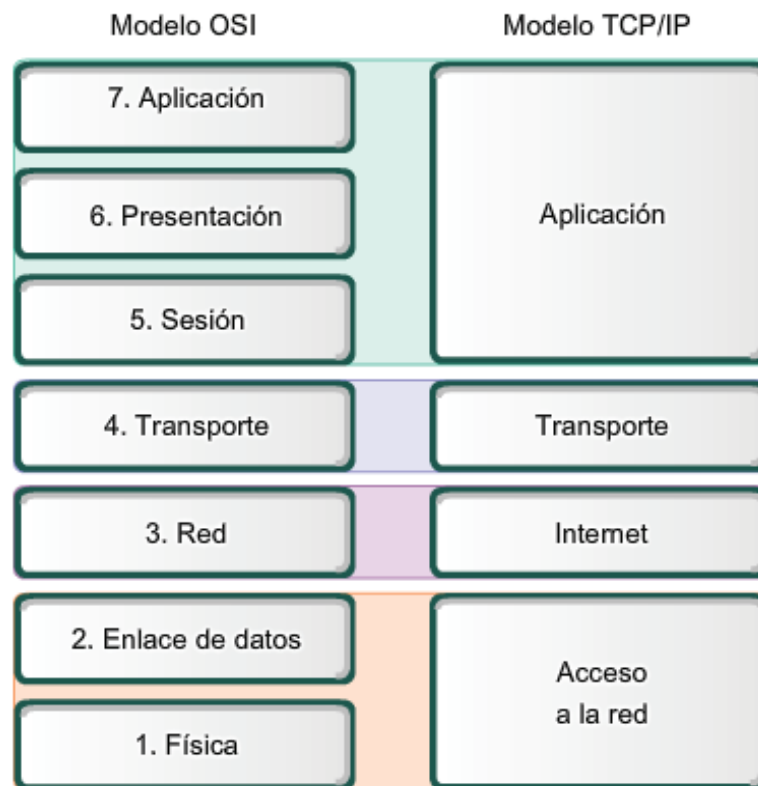 Modelo OSI
Modelo TCP/IP
7. Aplicación
6. Presentación
5. Sesión
Aplicación
4. Transporte
Transporte
3. Red
Internet
2. Enlace de datos
1. Física
Acceso
a la red